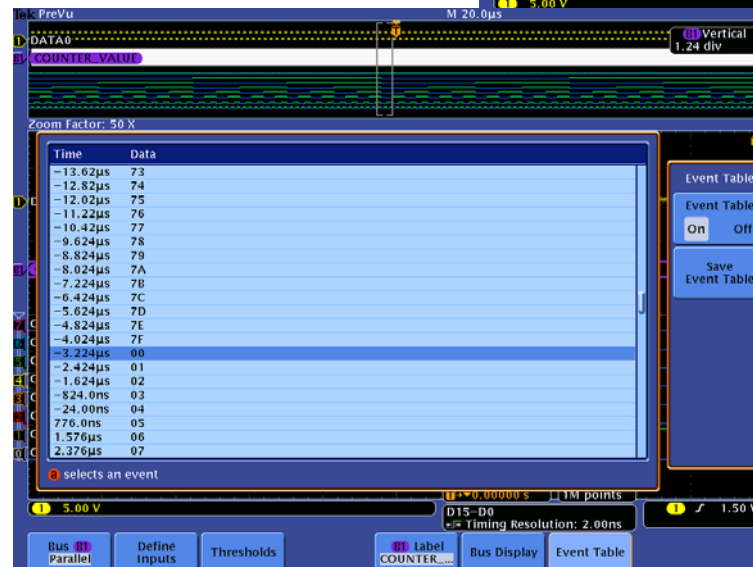 5.00 V
Tek PreVu M 20.0µs
DATA0
B1 COUNTER_VALUE
B1 Vertical
1.24 div
Zoom Factor: 50 X
Time Data
-13.62µs 73
-12.82µs 74
-12.02µs 75
-11.22µs 76
-10.42µs 77
-9.624µs 78
-8.824µs 79
-8.024µs 7A
-7.224µs 7B
-6.424µs 7C
-5.624µs 7D
-4.824µs 7E
-4.024µs 7F
-3.224µs 00
-2.424µs 01
-1.624µs 02
-824.0ns 03
-24.00ns 04
776.0ns 05
1.576µs 06
2.376µs 07
a selects an event
Event Table
Event Table
On Off
Save
Event Table
1 5.00 V
0.00000 s 1M points
D15-D0
Timing Resolution: 2.00ns
1 1.50 V
Bus B1
Parallel
Define
Inputs
Thresholds
B1 Label
COUNTER_...
Bus Display
Event Table